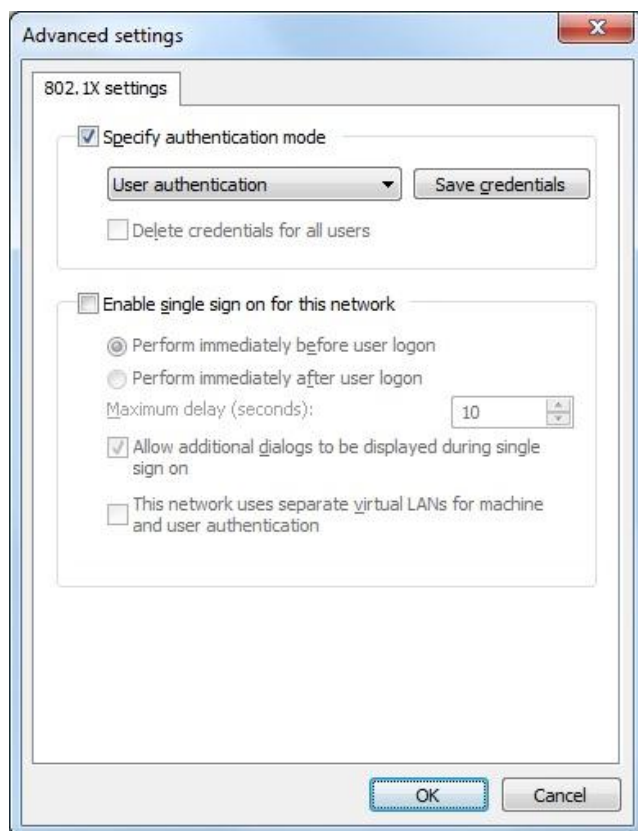 Advanced settings
802.1X settings
Specify authentication mode
User authentication
Save credentials
Delete credentials for all users
Enable single sign on for this network
Perform immediately before user logon
Perform immediately after user logon
Maximum delay (seconds):
10
Allow additional dialogs to be displayed during single
sign on
This network uses separate virtual LANs for machine
and user authentication
OK
Cancel